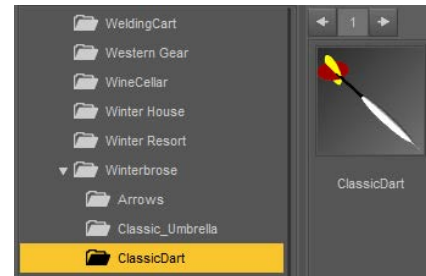 WeldingCart
Western Gear
WineCellar
Winter House
Winter Resort
Winterbrose
Arrows
Classic_Umbrella
ClassicDart
1
ClassicDart